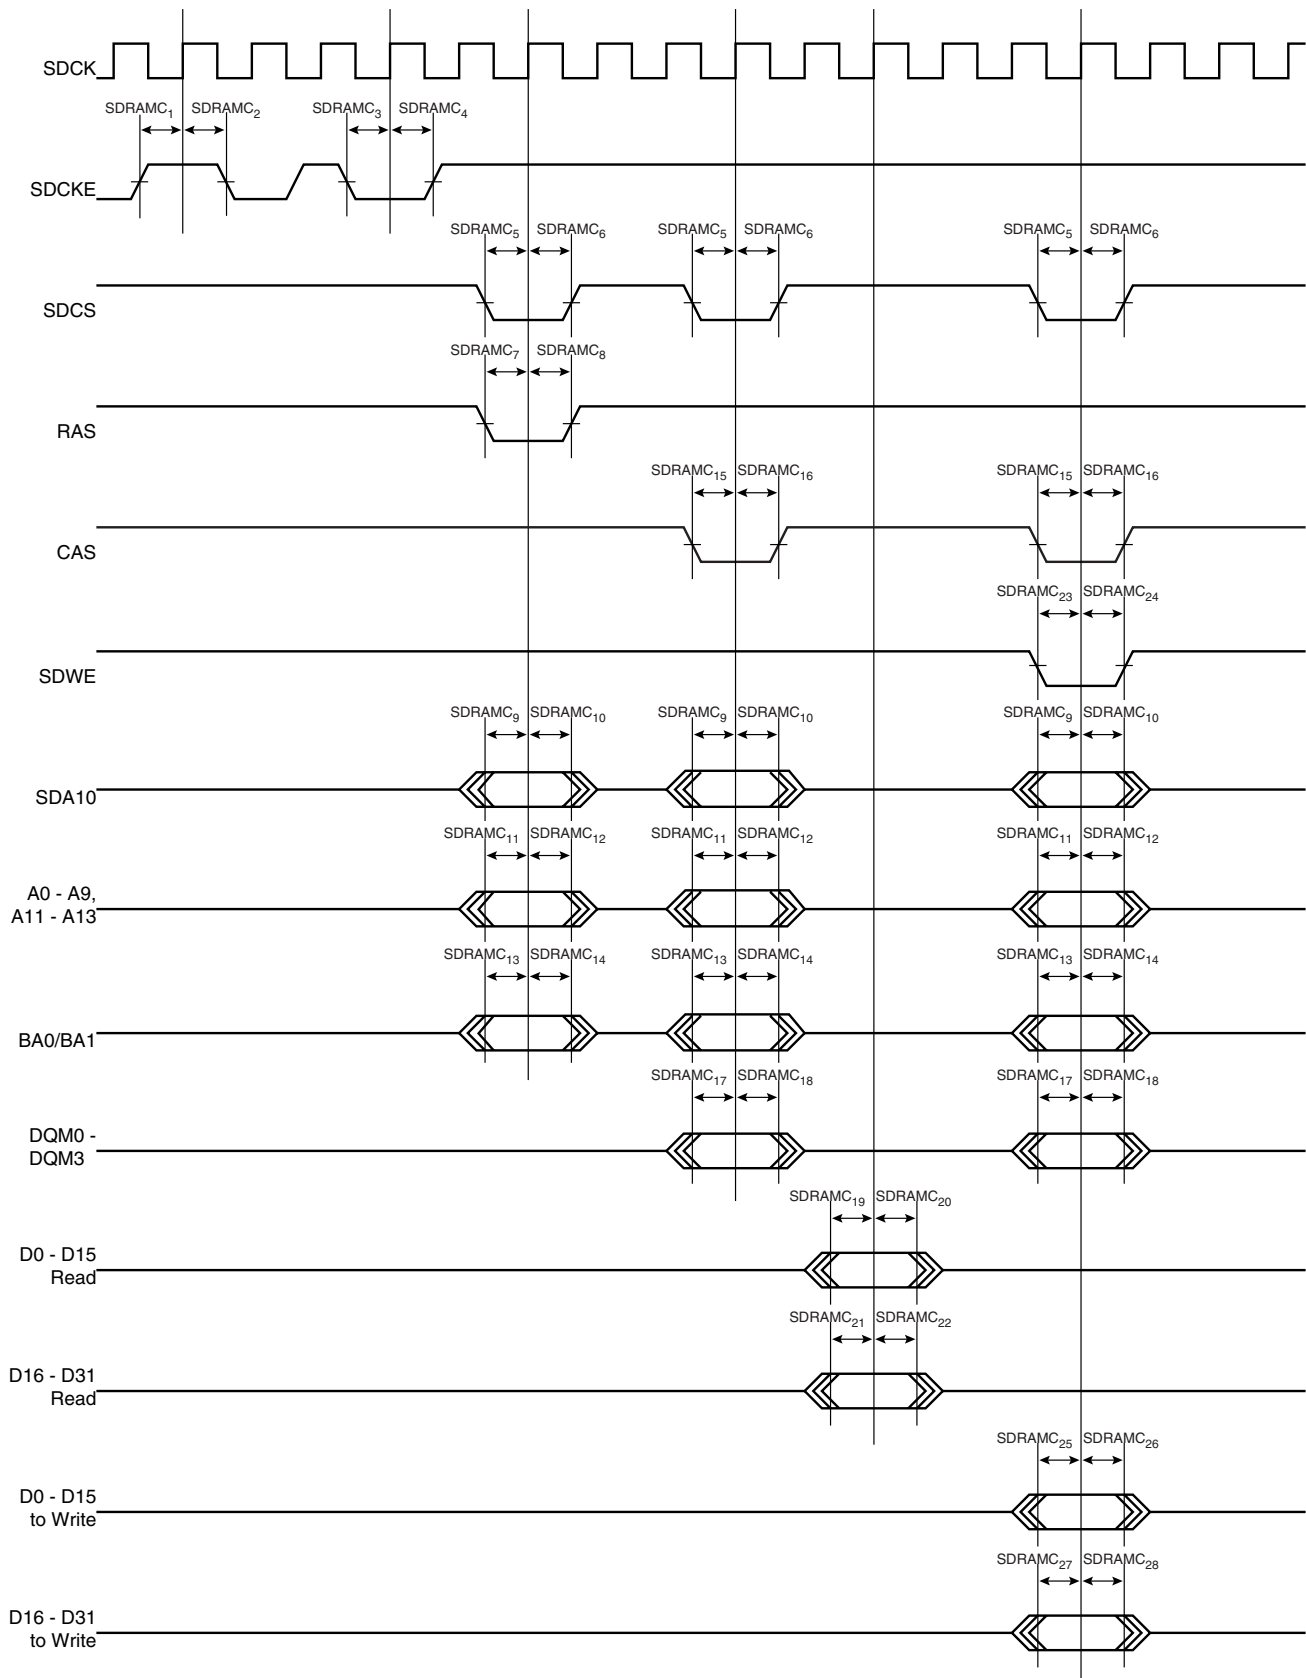 SDCK
SDRAMC1 SDRAMC2 SDRAMC3 SDRAMC4
SDCKE
SDRAMC5 SDRAMC6 SDRAMC5 SDRAMC6 SDRAMC5 SDRAMC6
SDCS
SDRAMC7 SDRAMC8
RAS
SDRAMC15 SDRAMC16 SDRAMC15 SDRAMC16
CAS
SDRAMC23 SDRAMC24
SDWE
SDRAMC9 SDRAMC10 SDRAMC9 SDRAMC10 SDRAMC9 SDRAMC10
SDA10
SDRAMC11 SDRAMC12 SDRAMC11 SDRAMC12 SDRAMC11 SDRAMC12
A0 - A9,
A11 - A13
SDRAMC13 SDRAMC14 SDRAMC13 SDRAMC14 SDRAMC13 SDRAMC14
BA0/BA1
SDRAMC17 SDRAMC18 SDRAMC17 SDRAMC18
DQM0 -
DQM3
SDRAMC19 SDRAMC20
D0 - D15
Read
SDRAMC21 SDRAMC22
D16 - D31
Read
SDRAMC25 SDRAMC26
D0 - D15
to Write
SDRAMC27 SDRAMC28
D16 - D31
to Write